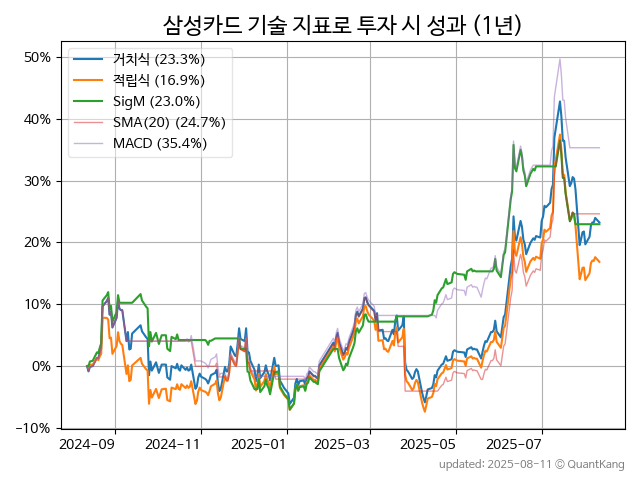 삼성카드 기술 지표로 투자 시 성과 (1년)
50%
40%
30%
20%
10%
0%
−10%
거치식 (23.3%)
적립식 (16.9%)
SigM (23.0%)
SMA(20) (24.7%)
MACD (35.4%)
2024-09
2024-11
2025-01
2025-03
2025-05
2025-07
updated: 2025-08-11 © QuantKang